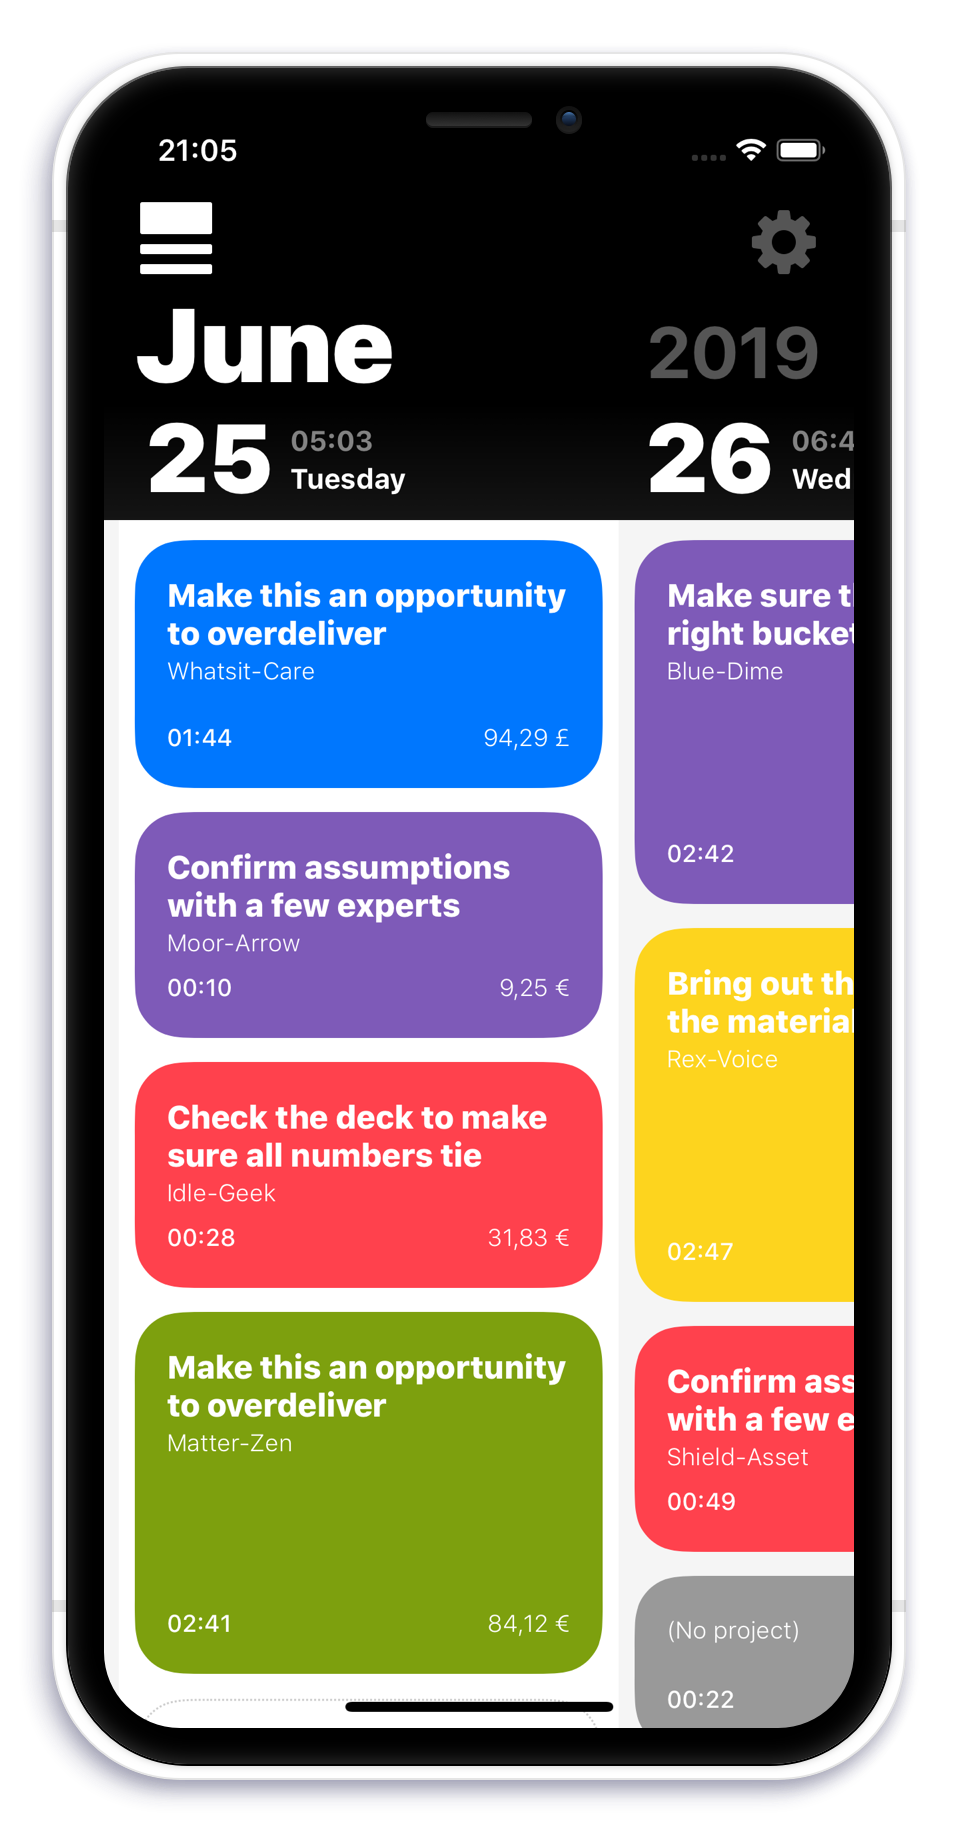 21:05
June
2019
25
05:03
Tuesday
26
06:4
Wed
Make this an opportunity
to overdeliver
Whatsit-Care
01:44
94,29 £
Confirm assumptions
with a few experts
Moor-Arrow
00:10
9,25 €
Check the deck to make
sure all numbers tie
Idle-Geek
00:28
31,83 €
Make this an opportunity
to overdeliver
Matter-Zen
02:41
84,12 €
Make sure
right bucket
Blue-Dime
02:42
Bring out
the material
Rex-Voice
02:47
Confirm
with a few
Shield-Asset
00:49
(No project)
00:22